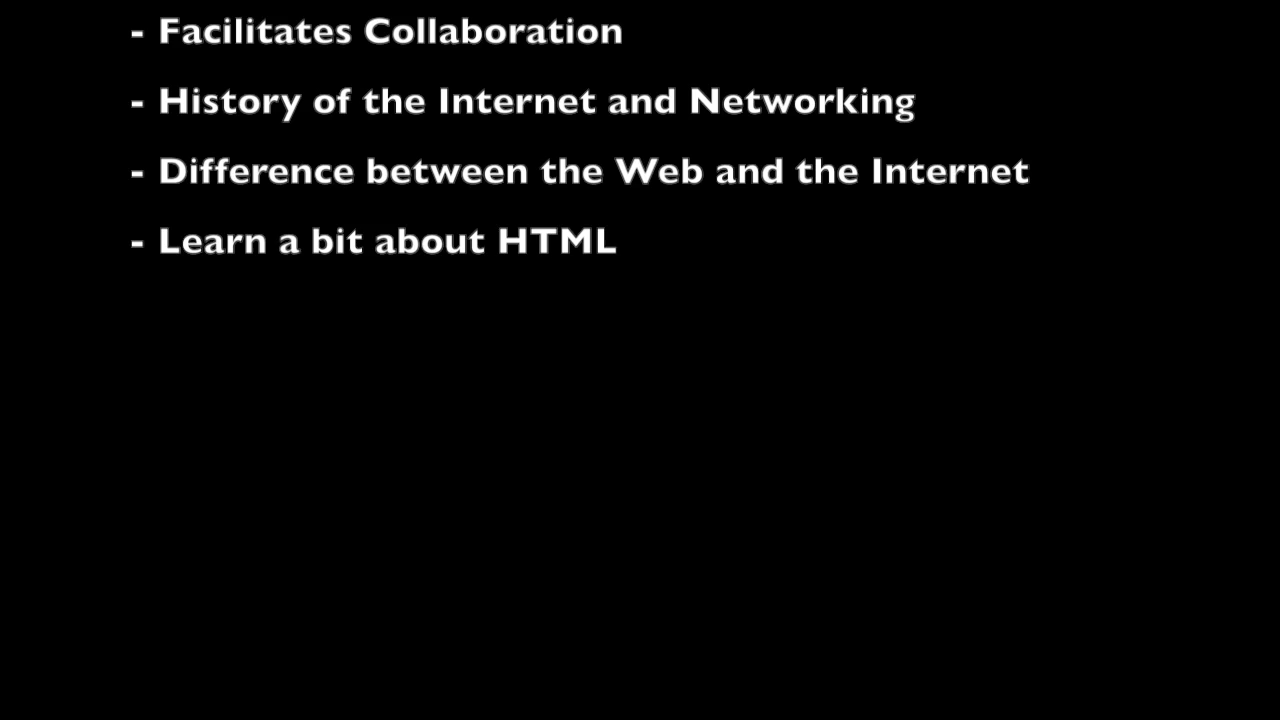 - Facilitates Collaboration
- History of the Internet and Networking
- Difference between the Web and the Internet
- Learn a bit about HTML